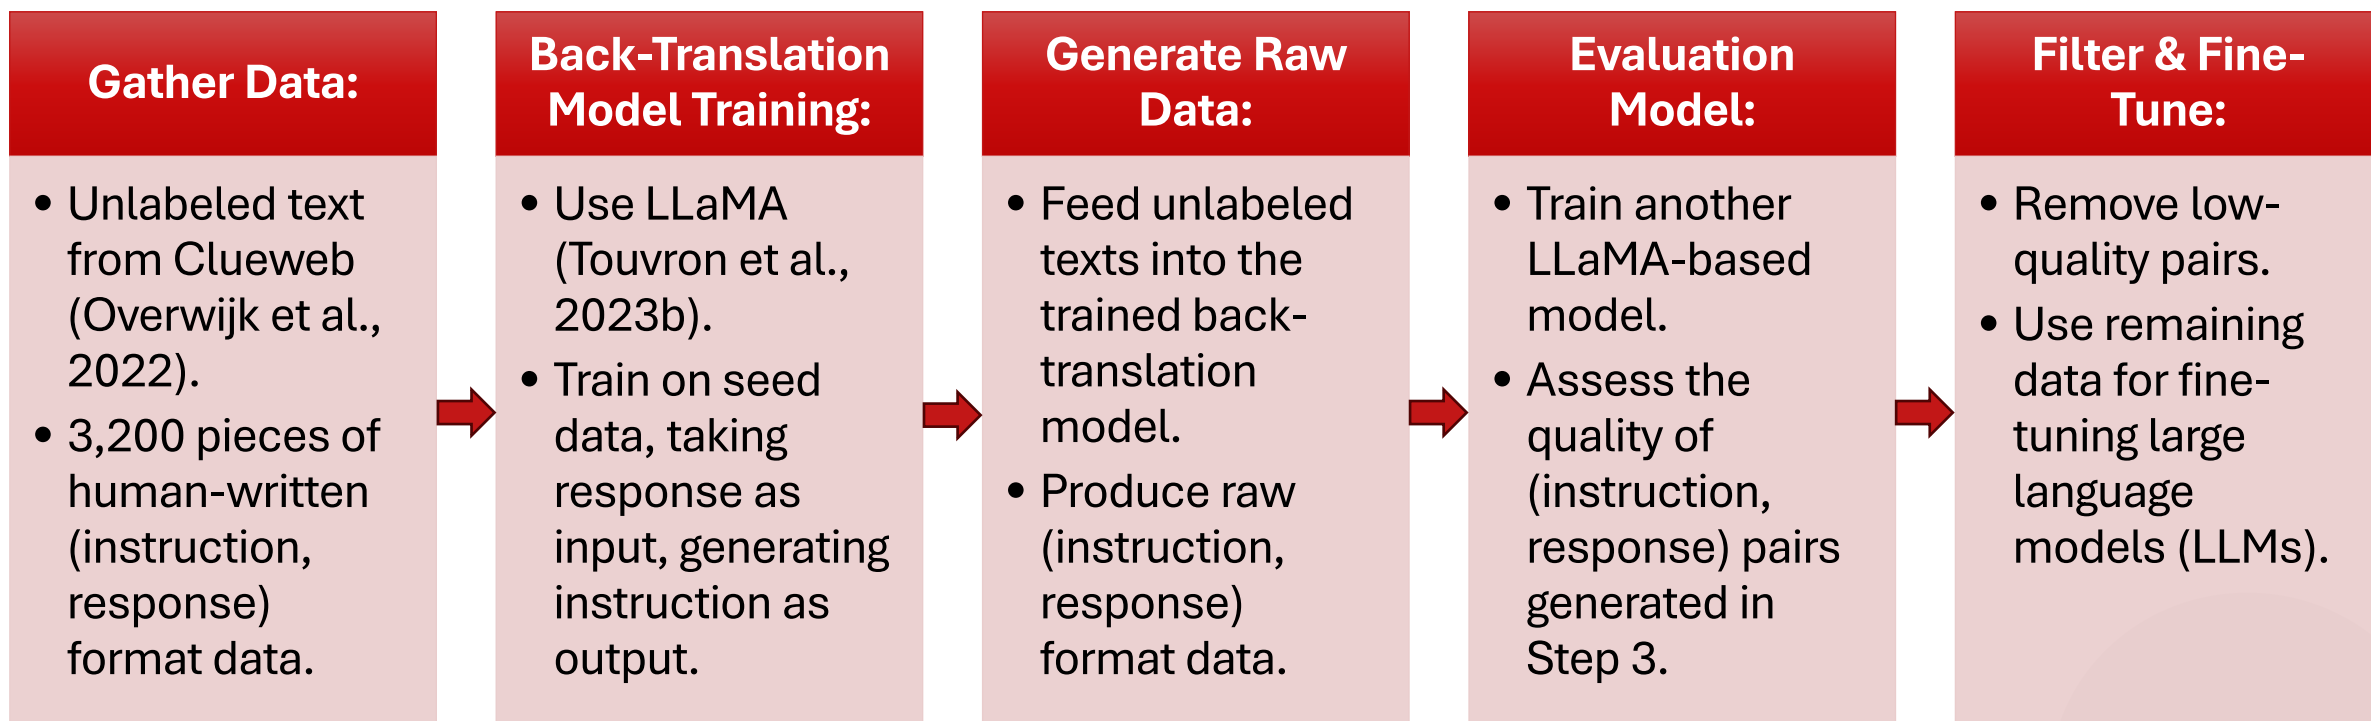 Gather Data:
• Unlabeled text
from Clueweb
(Overwijk et al.,
2022).
• 3,200 pieces of
human-written
(instruction,
response)
format data.
Back-Translation
Model Training:
• Use LLaMA
(Touvron et al.,
2023b).
• Train on seed
data, taking
response as
input, generating
instruction as
output.
Generate Raw
Data:
• Feed unlabeled
texts into the
trained back-
translation
model.
• Produce raw
(instruction,
response)
format data.
Evaluation
Model:
• Train another
LLaMA-based
model.
• Assess the
quality of
(instruction,
response) pairs
generated in
Step 3.
Filter & Fine-
Tune:
• Remove low-
quality pairs.
• Use remaining
data for fine-
tuning large
language
models (LLMs).